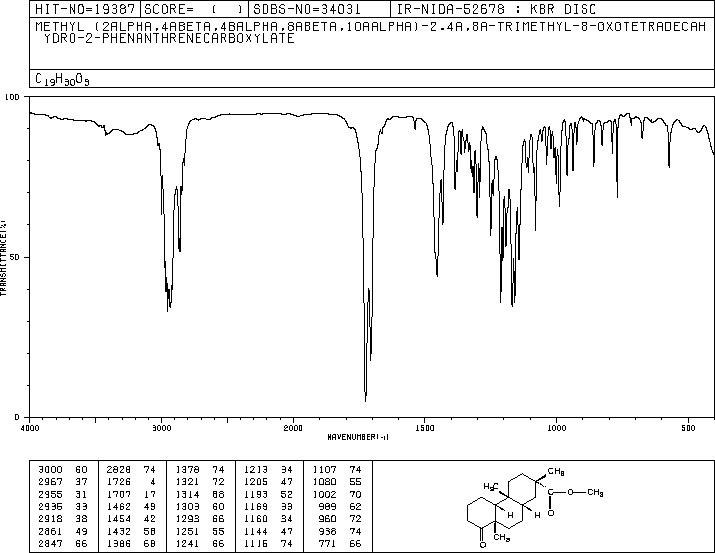 HIT-NO=19387 SCORE= ( ) SDBS-NO=34031 IR-NIDA-52678 : KBR DISC
METHYL (2ALPHA,4ABETA,4BALPHA,8ABETA,10AALPHA)-2,4A,8A-TRIMETHYL-8-OXOTETRADECAH
YDRO-2-PHENANTHRENECARBOXYLATE
C19H30O3
100
50
0
TRANSMITTANCE(%)
4000 3000 2000 1500 1000 500
WAVENUMBER(-1)
3000 60 2828 74 1378 74 1213 34 1107 74
2967 37 1726 4 1321 72 1205 47 1080 55
2955 31 1707 17 1314 68 1193 52 1002 70
2935 33 1462 49 1303 60 1169 33 989 62
2918 38 1454 42 1293 66 1160 34 960 72
2861 49 1432 58 1251 55 1144 47 938 74
2847 66 1386 68 1241 66 1116 74 771 66
CH3
H3C
C O CH3
O
H H
CH3
O